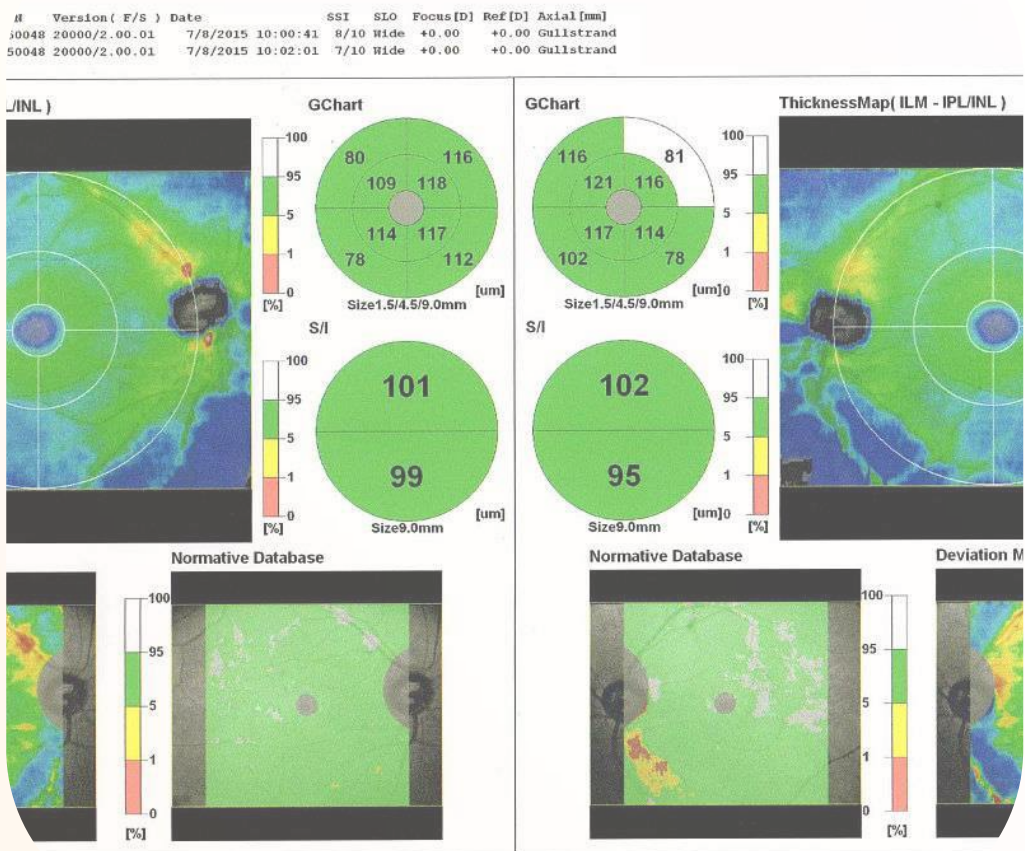 N Version( F/S ) Date SSI SLO Focus[D] Ref[D] Axial[mm]
50048 20000/2.00.01 7/8/2015 10:00:41 8/10 Wide +0.00 +0.00 Gullstrand
50048 20000/2.00.01 7/8/2015 10:02:01 7/10 Wide +0.00 +0.00 Gullstrand
L/INL )
GChart
100
95
5
1
0
[%]
80 116
109 118
114 117
78 112
[um]
Size1.5/4.5/9.0mm
S/I
100
95
5
1
0
[%]
101
99
[um]
Size9.0mm
Normative Database
100
95
5
1
0
[%]
GChart
ThicknessMap( ILM - IPL/INL )
116 81
121 116
117 114
102 78
[um]
Size1.5/4.5/9.0mm
100
95
5
1
0
[%]
S/I
102
95
[um]
Size9.0mm
100
95
5
1
0
[%]
Normative Database
Deviation M
100
95
5
1
0
[%]